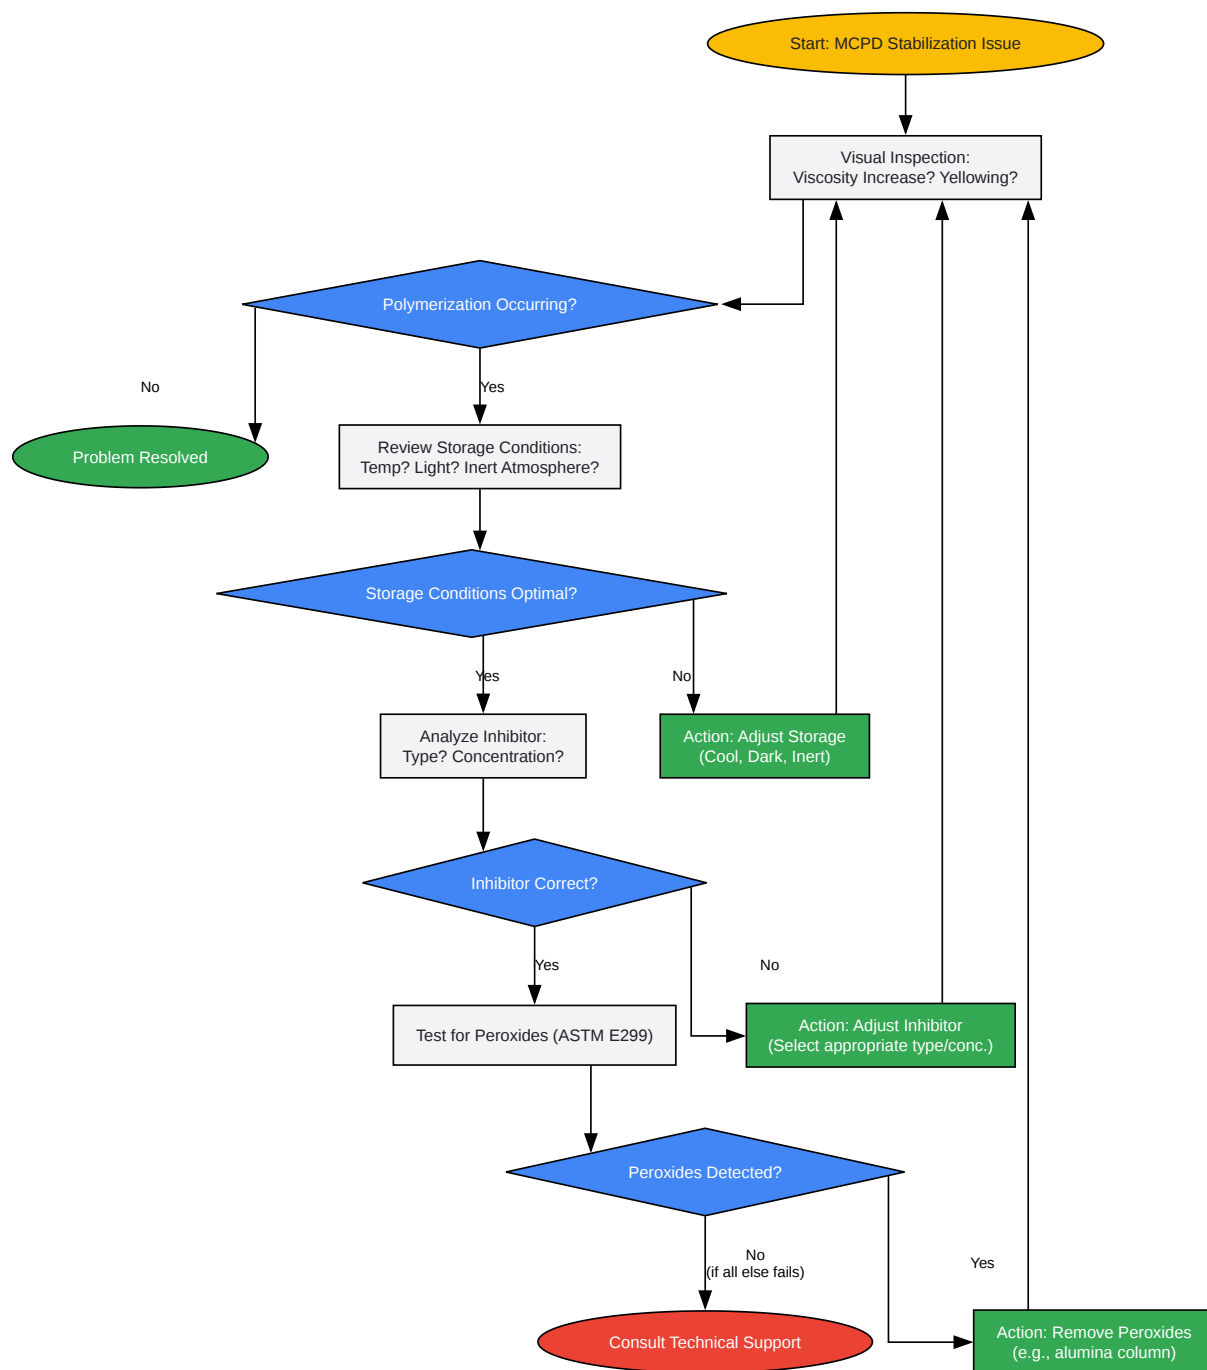 Start: MCPD Stabilization Issue
Visual Inspection:
Viscosity Increase? Yellowing?
Polymerization Occurring?
No
Yes
Problem Resolved
Review Storage Conditions:
Temp? Light? Inert Atmosphere?
Storage Conditions Optimal?
Yes
No
Analyze Inhibitor:
Type? Concentration?
Action: Adjust Storage
(Cool, Dark, Inert)
Inhibitor Correct?
Yes
No
Test for Peroxides (ASTM E299)
Action: Adjust Inhibitor
(Select appropriate type/conc.)
Peroxides Detected?
No
(if all else fails)
Yes
Consult Technical Support
Action: Remove Peroxides
(e.g., alumina column)